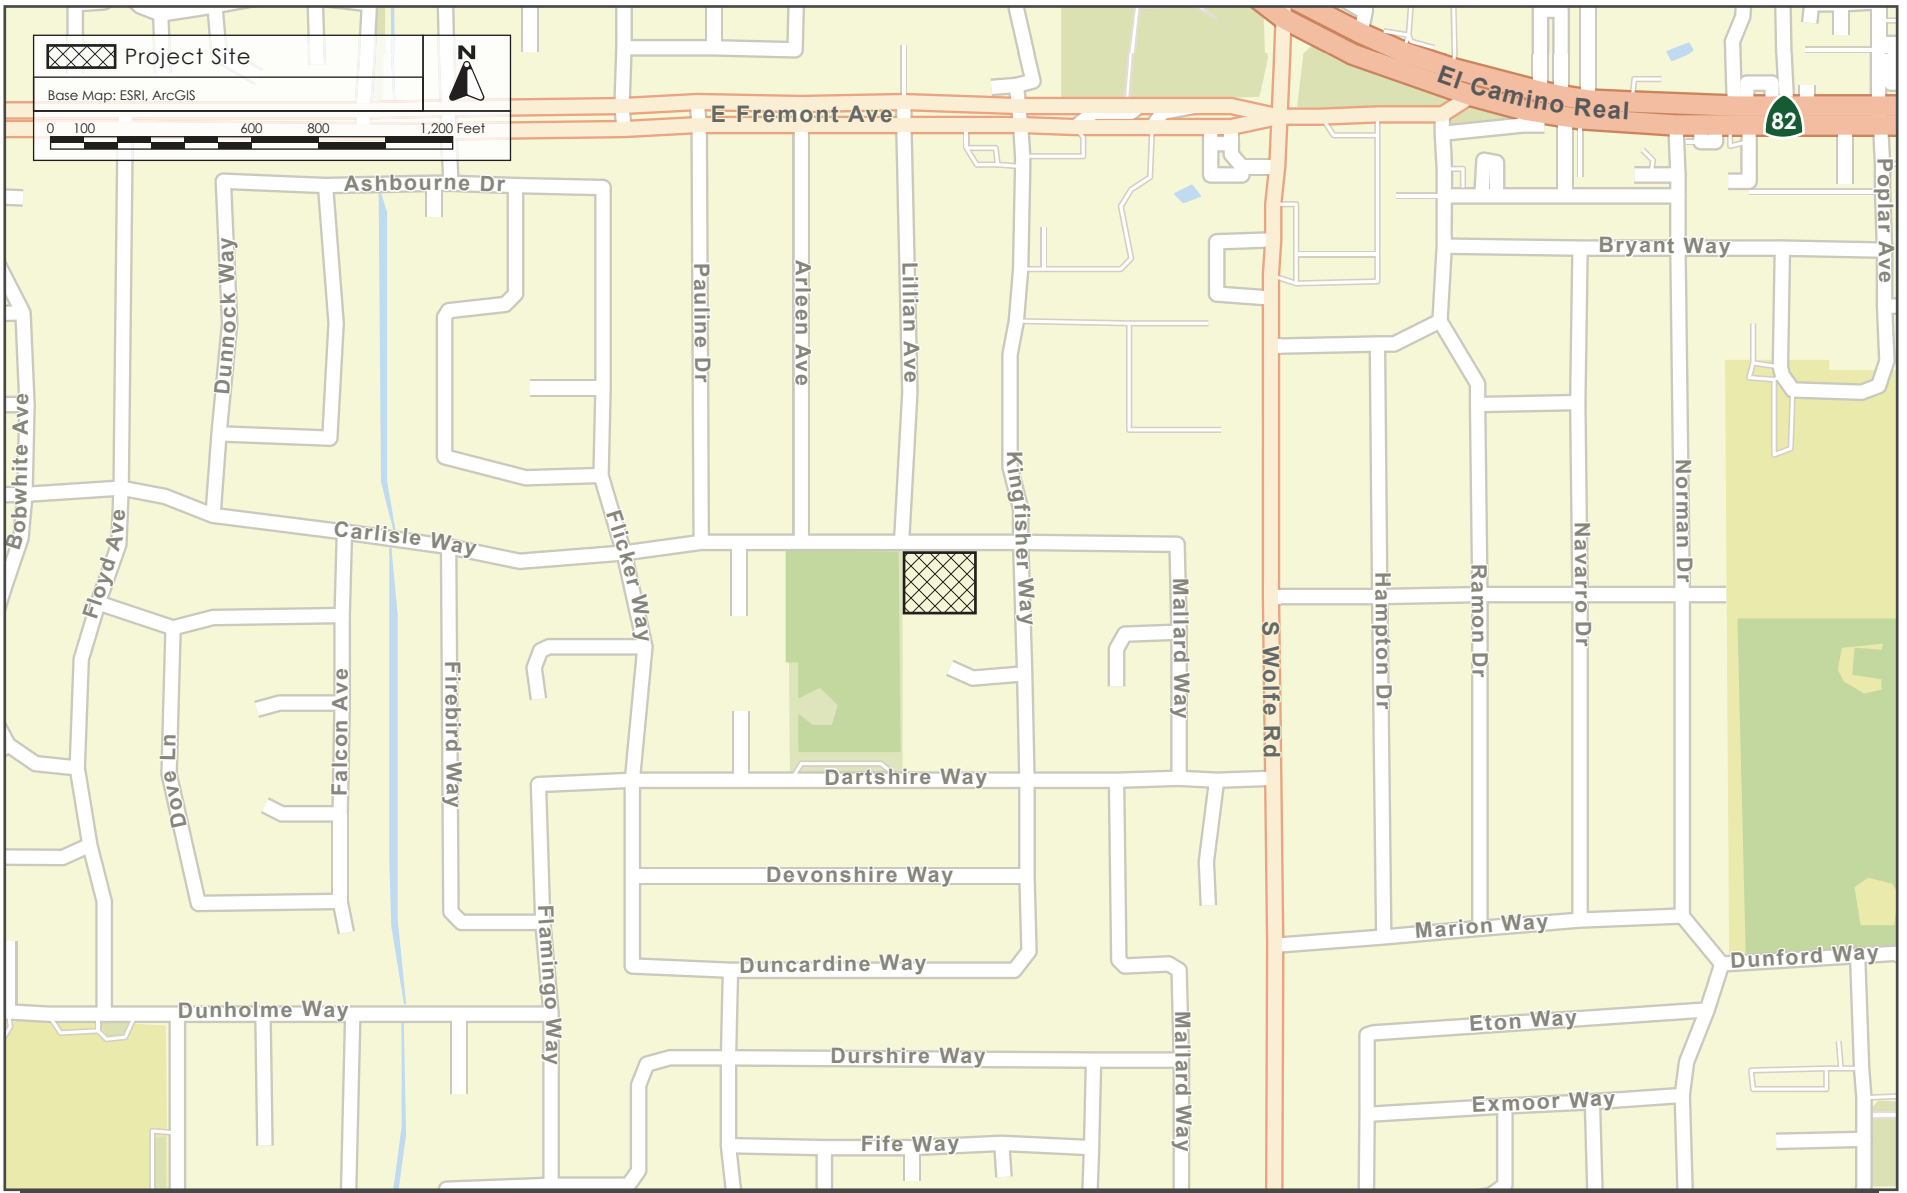 Project Site
N
Base Map: ESRI, ArcGIS
0 100 600 800 1,200 Feet
El Camino Real
82
E Fremont Ave
Ashbourne Dr
Poplar Ave
Bryant Way
Dunnock Way
Pauline Dr
Arleen Ave
Lillian Ave
Bobwhite Ave
Kingfisher Way
Norman Dr
Floyd Ave
Carlisle Way
Flicker Way
Navarro Dr
Hampton Dr
Ramon Dr
Mallard Way
S Wolfe Rd
Falcon Ave
Firebird Way
Dove Ln
Dartshire Way
Devonshire Way
Flamingo Way
Marion Way
Duncardine Way
Dunford Way
Dunholme Way
Eton Way
Mallard Way
Durshire Way
Exmoor Way
Fife Way